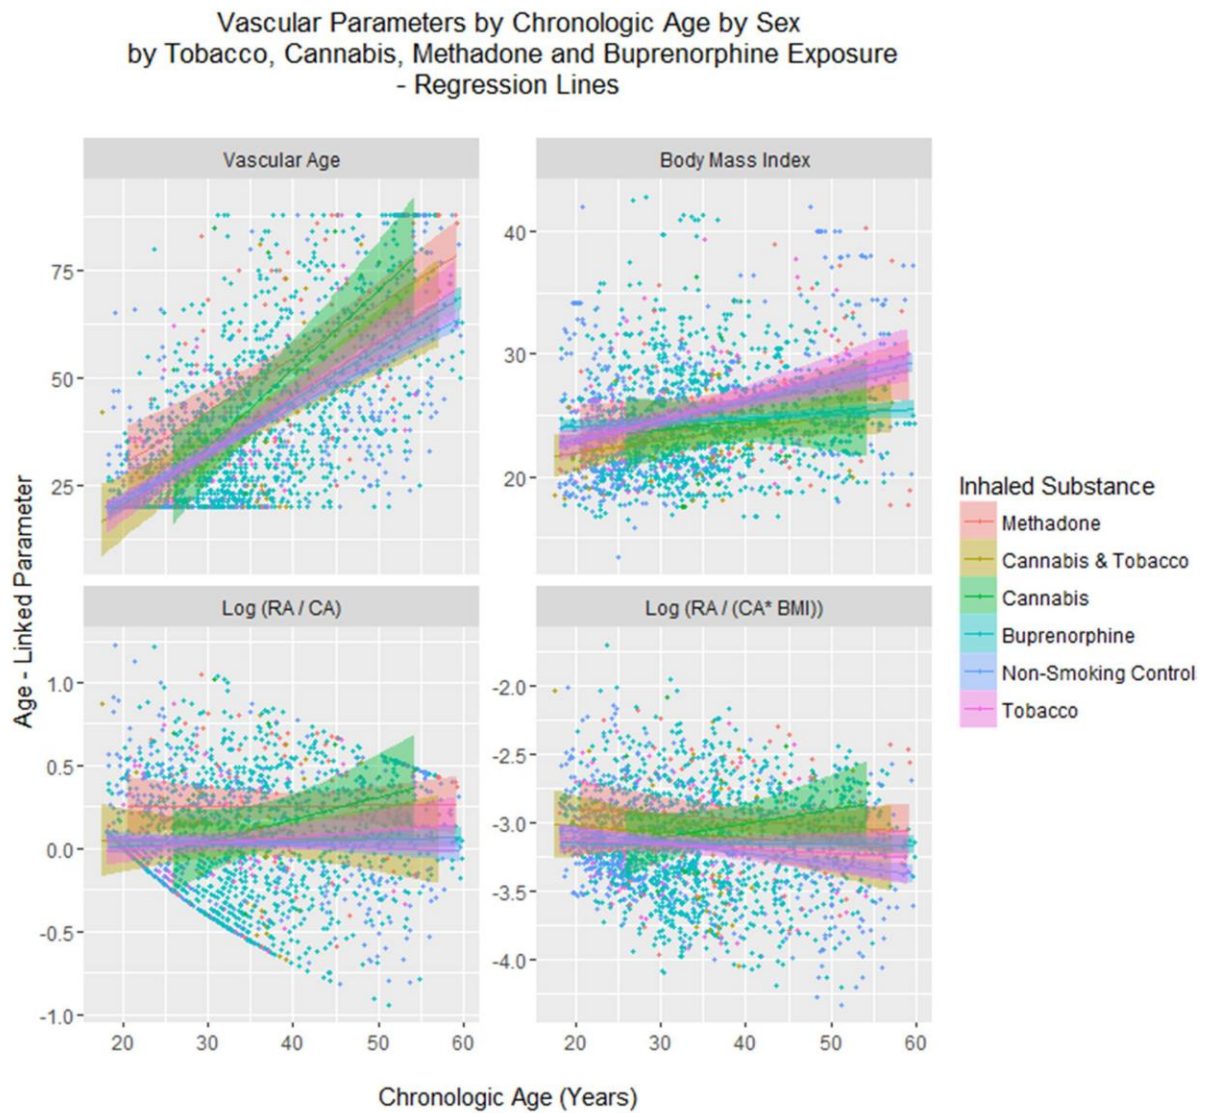 Vascular Parameters by Chronologic Age by Sex
by Tobacco, Cannabis, Methadone and Buprenorphine Exposure
- Regression Lines
Vascular Age
Body Mass Index
75
50
25
40
30
20
Age - Linked Parameter
Log (RA / CA)
Log (RA / (CA* BMI))
1.0
0.5
0.0
-0.5
-1.0
-2.0
-2.5
-3.0
-3.5
-4.0
20 30 40 50 60
20 30 40 50 60
Chronologic Age (Years)
Inhaled Substance
Methadone
Cannabis & Tobacco
Cannabis
Buprenorphine
Non-Smoking Control
Tobacco